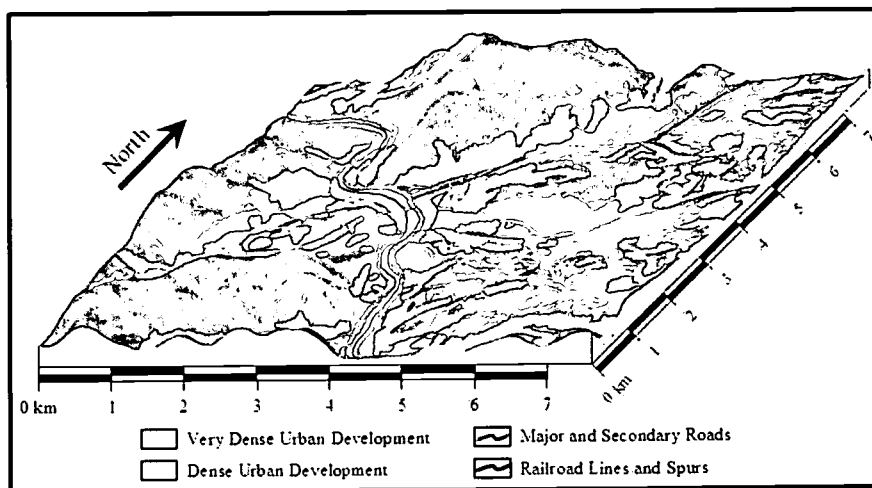 North
0 km 1 2 3 4 5 6 7
0 km 1 2 3 4 5 6 7
Very Dense Urban Development
Major and Secondary Roads
Dense Urban Development
Railroad Lines and Spurs